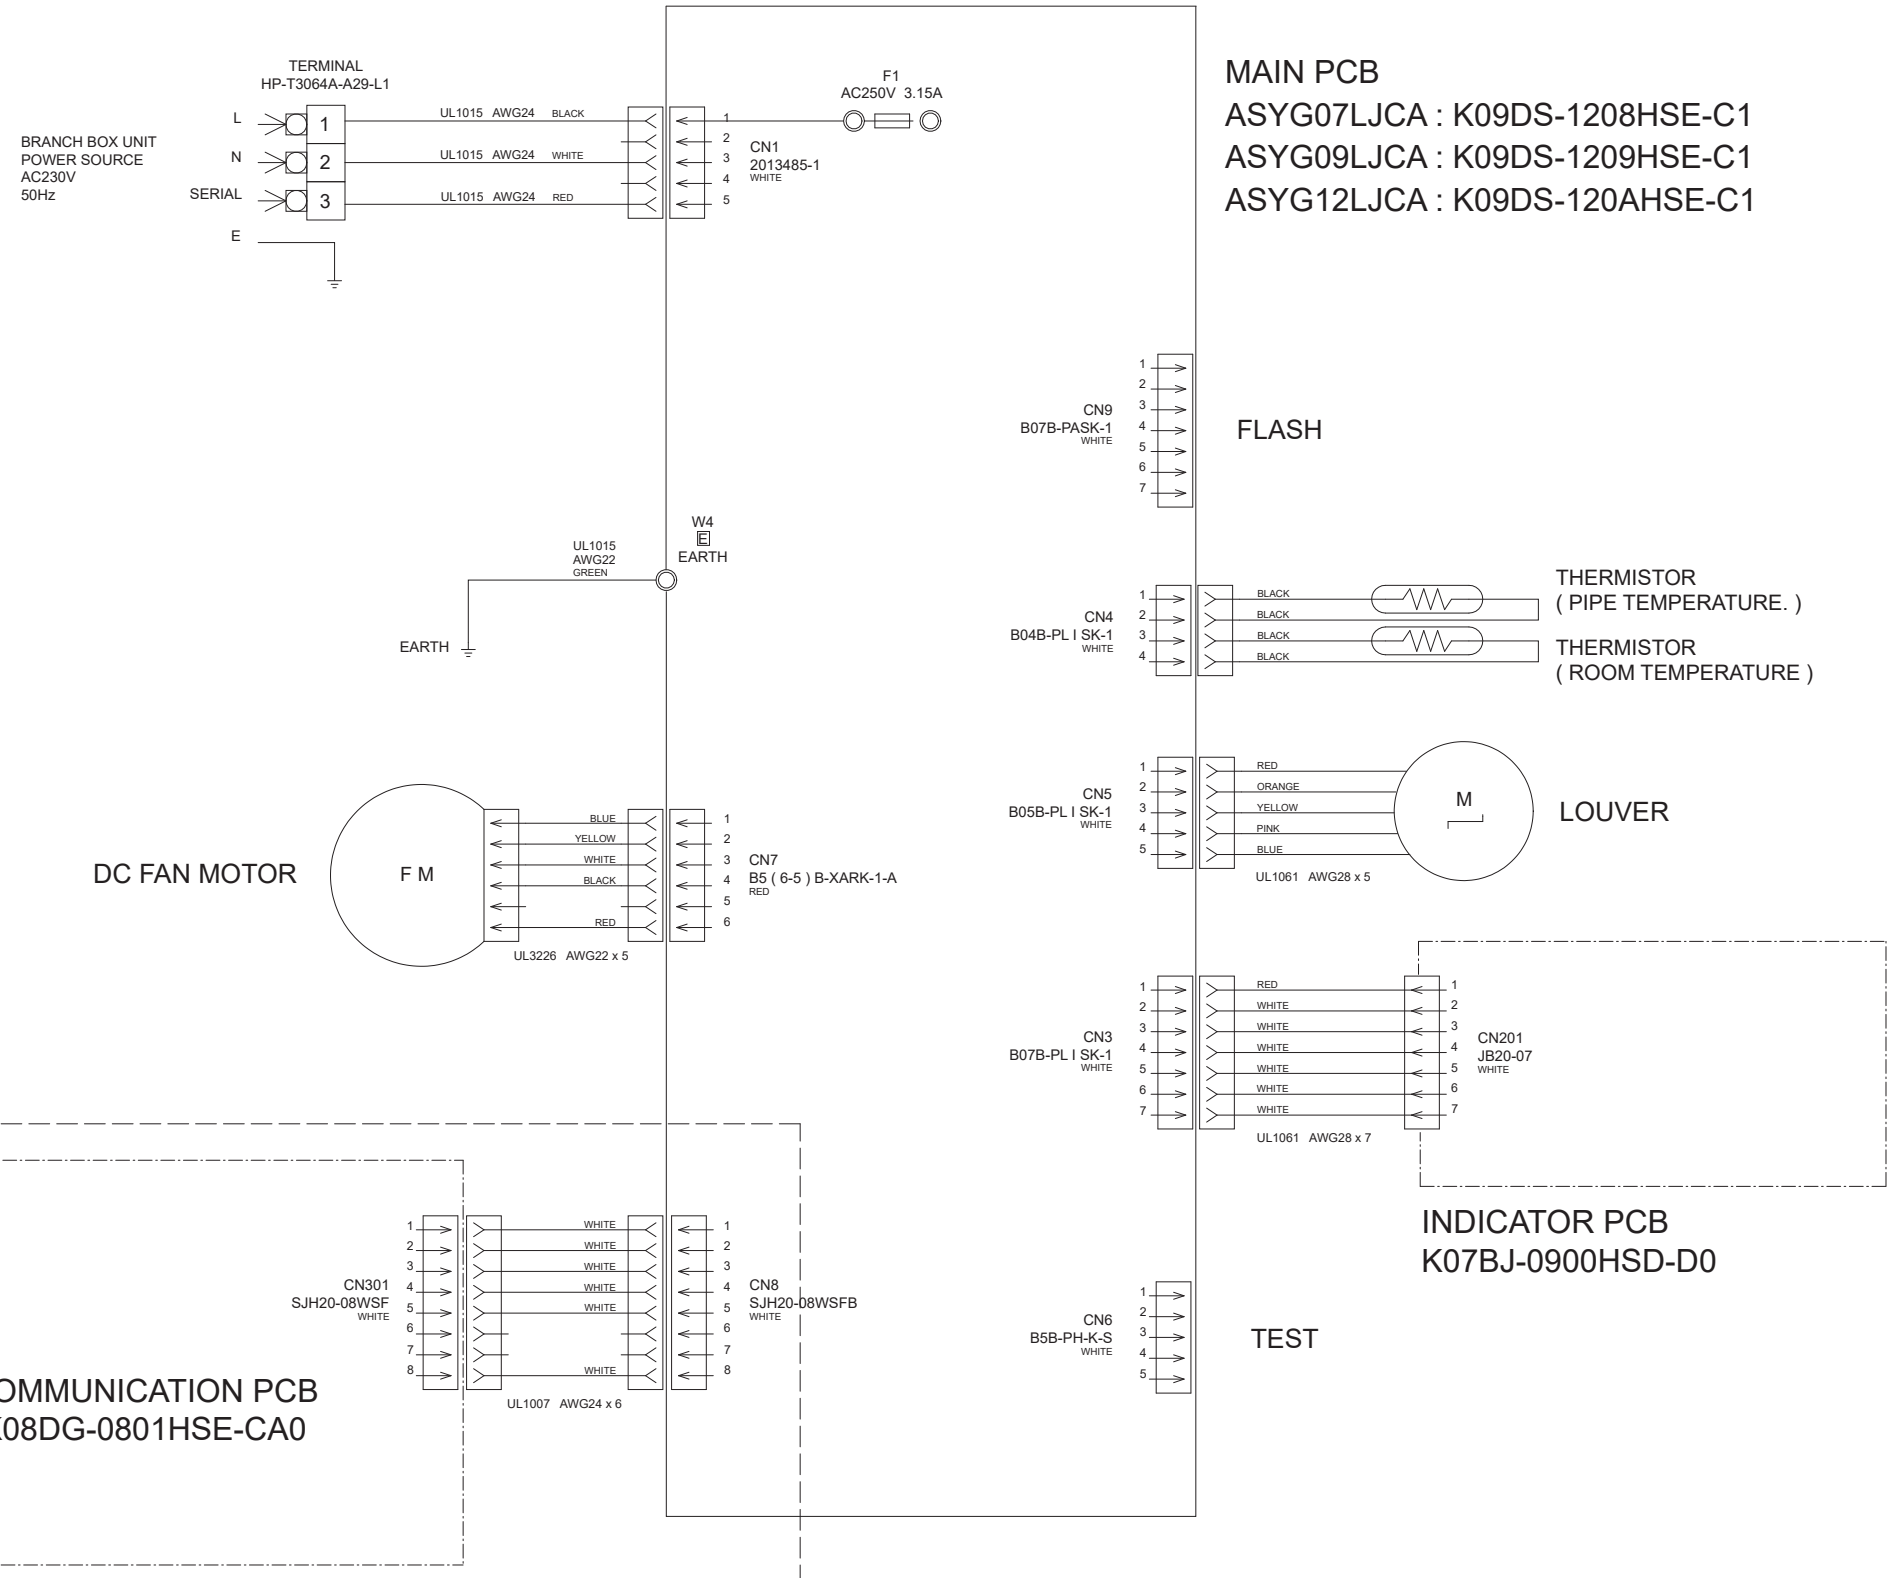 TERMINAL
HP-T3064A-A29-L1
BRANCH BOX UNIT
POWER SOURCE
AC230V
50Hz
L
N
SERIAL
E
1
2
3
UL1015 AWG24 BLACK
UL1015 AWG24 WHITE
UL1015 AWG24 RED
1
2
3
4
5
CN1
2013485-1
WHITE
F1
AC250V 3.15A
MAIN PCB
ASYG07LJCA : K09DS-1208HSE-C1
ASYG09LJCA : K09DS-1209HSE-C1
ASYG12LJCA : K09DS-120AHSE-C1
CN9
B07B-PASK-1
WHITE
1
2
3
4
5
6
7
FLASH
W4
E
EARTH
UL1015
AWG22
GREEN
EARTH
CN4
B04B-PL I SK-1
WHITE
1
2
3
4
BLACK
BLACK
BLACK
BLACK
THERMISTOR
( PIPE TEMPERATURE. )
THERMISTOR
( ROOM TEMPERATURE )
CN5
B05B-PL I SK-1
WHITE
1
2
3
4
5
RED
ORANGE
YELLOW
PINK
BLUE
UL1061 AWG28 x 5
M
LOUVER
DC FAN MOTOR
F M
BLUE
YELLOW
WHITE
BLACK
RED
UL3226 AWG22 x 5
1
2
3
4
5
6
CN7
B5 ( 6-5 ) B-XARK-1-A
RED
CN3
B07B-PL I SK-1
WHITE
1
2
3
4
5
6
7
RED
WHITE
WHITE
WHITE
WHITE
WHITE
WHITE
UL1061 AWG28 x 7
1
2
3
4
5
6
7
CN201
JB20-07
WHITE
INDICATOR PCB
K07BJ-0900HSD-D0
CN301
SJH20-08WSF
WHITE
1
2
3
4
5
6
7
8
WHITE
WHITE
WHITE
WHITE
WHITE
WHITE
UL1007 AWG24 x 6
1
2
3
4
5
6
7
8
CN8
SJH20-08WSFB
WHITE
OMMUNICATION PCB
08DG-0801HSE-CA0
CN6
B5B-PH-K-S
WHITE
1
2
3
4
5
TEST